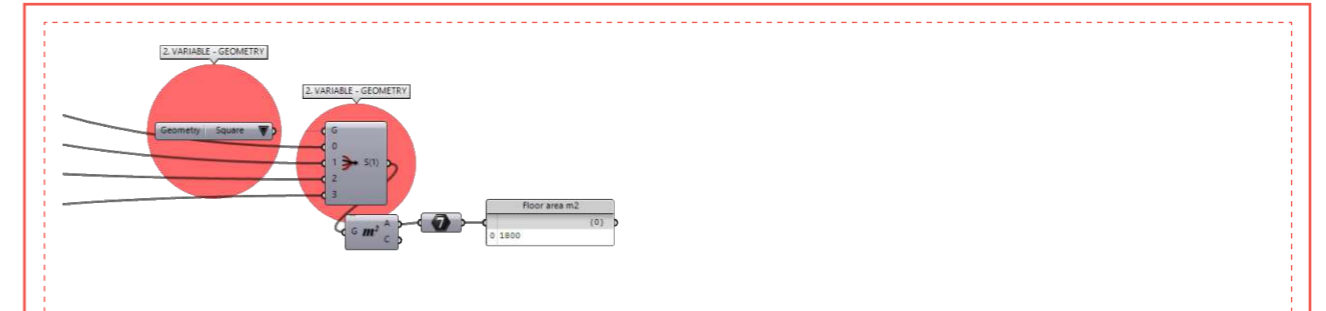 2. VARIABLE - GEOMETRY
2. VARIABLE - GEOMETRY
Geometry Square
G
0
1 S(1)
2
3
G m² A
C
7
Floor area m2
{0}
0 1800